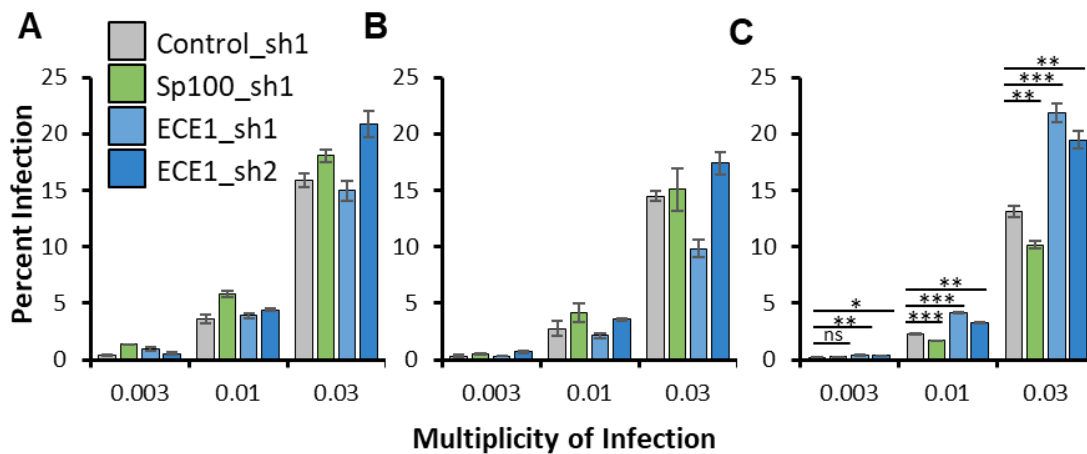 A
B
C
Control_sh1
Sp100_sh1
ECE1_sh1
ECE1_sh2
Percent Infection
25
20
15
10
5
0
0.003 0.01 0.03
25
20
15
10
5
0
0.003 0.01 0.03
25
20
15
10
5
0
*
**
ns
**
***
***
**
***
**
0.003 0.01 0.03
Multiplicity of Infection